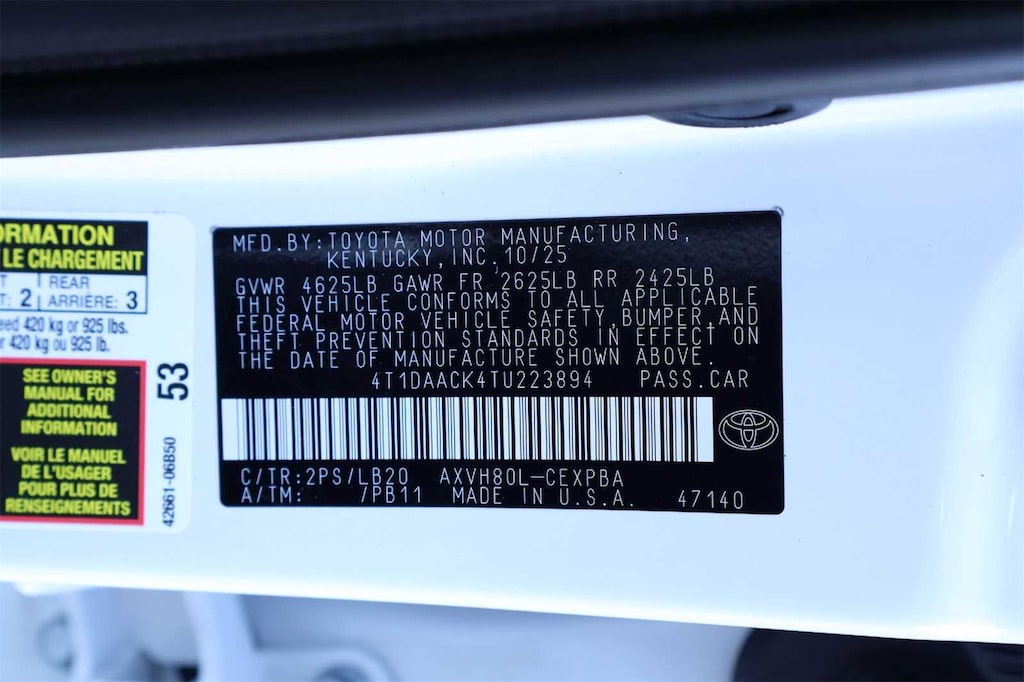 ORMATION
LE CHARGEMENT
T REAR
T: 2 ARRIÈRE: 3
eed 420 kg or 925 lbs.
r 420 kg ou 925 lb.
SEE OWNER'S
MANUAL FOR
ADDITIONAL
INFORMATION
VOIR LE MANUEL
DE L'USAGER
POUR PLUS DE
RENSEIGNEMENTS
53
42661-06B50
MFD.BY:TOYOTA MOTOR MANUFACTURING,
KENTUCKY,INC.10/25
GVWR 4625LB GAWR FR 2625LB RR 2425LB
THIS VEHICLE CONFORMS TO ALL APPLICABLE
FEDERAL MOTOR VEHICLE SAFETY,BUMPER,AND
THEFT PREVENTION STANDARDS IN EFFECT ON
THE DATE OF MANUFACTURE SHOWN ABOVE.
4T1DAACK4TU223894 PASS.CAR
C/TR:2PS/LB20 AXVH80L-CEXPBA
A/TM: 7PB11 MADE IN U.S.A. 47140